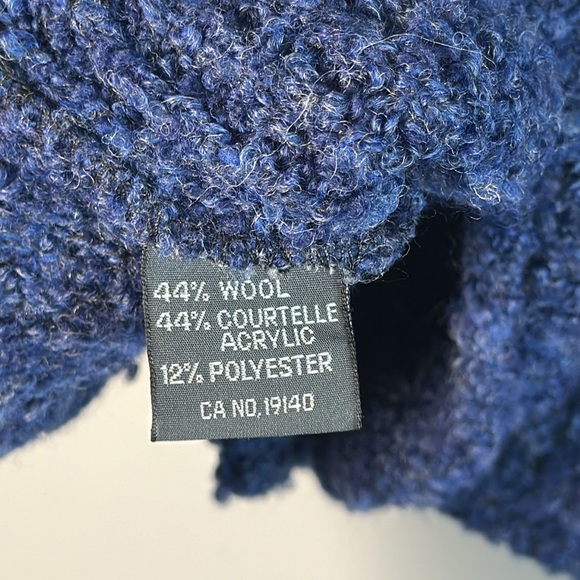 44% WOOL
44% COURTELLE
ACRYLIC
12% POLYESTER
CA NO. 19140